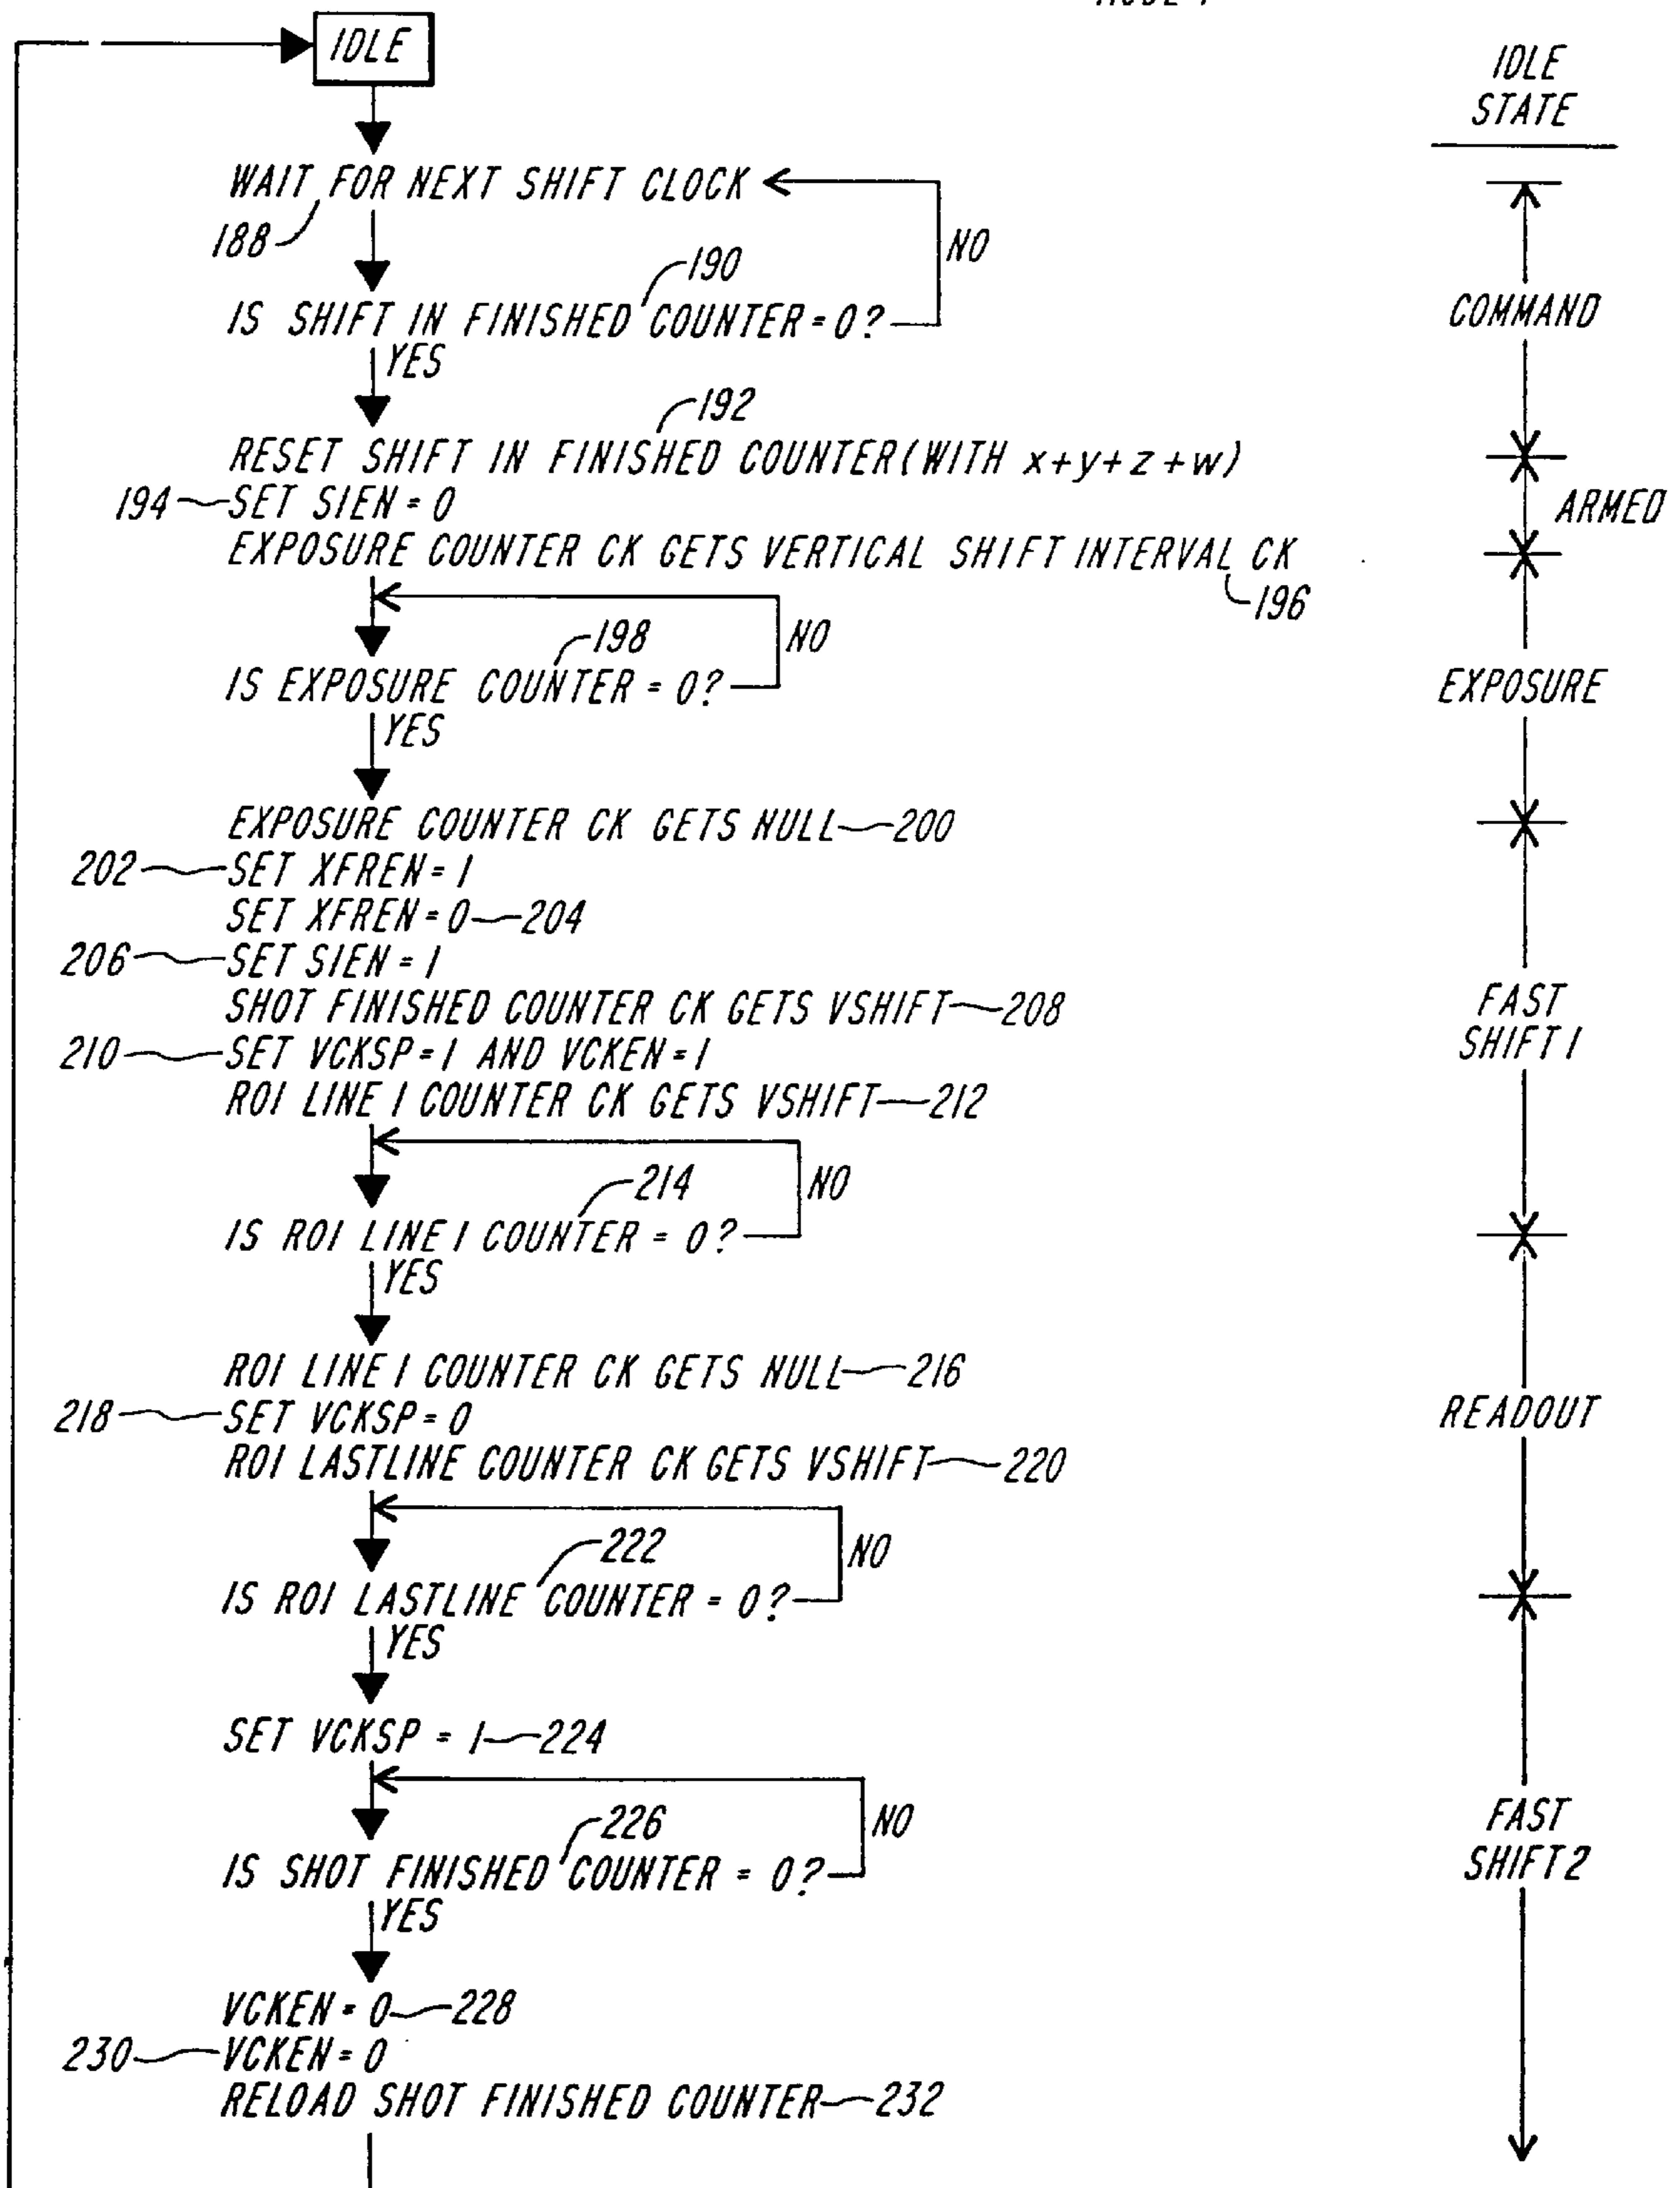 IDLE
IDLE
STATE
WAIT FOR NEXT SHIFT CLOCK
188
NO
190
IS SHIFT IN FINISHED COUNTER = 0?
COMMAND
YES
192
RESET SHIFT IN FINISHED COUNTER (WITH x+y+z+w)
194 SET SIEN = 0
ARMED
EXPOSURE COUNTER CK GETS VERTICAL SHIFT INTERVAL CK
196
198
NO
IS EXPOSURE COUNTER = 0?
EXPOSURE
YES
EXPOSURE COUNTER CK GETS NULL 200
202 SET XFREN = 1
SET XFREN = 0 204
206 SET SIEN = 1
SHOT FINISHED COUNTER CK GETS VSHIFT 208
FAST
SHIFT 1
210 SET VCKSP = 1 AND VCKEN = 1
ROI LINE 1 COUNTER CK GETS VSHIFT 212
214
NO
IS ROI LINE 1 COUNTER = 0?
YES
ROI LINE 1 COUNTER CK GETS NULL 216
218 SET VCKSP = 0
READOUT
ROI LASTLINE COUNTER CK GETS VSHIFT 220
222
NO
IS ROI LASTLINE COUNTER = 0?
YES
SET VCKSP = 1 224
226
NO
FAST
SHIFT 2
IS SHOT FINISHED COUNTER = 0?
YES
VCKEN = 0 228
230 VCKEN = 0
RELOAD SHOT FINISHED COUNTER 232